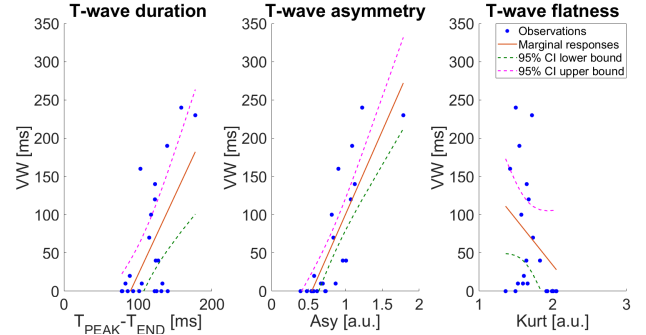 T-wave duration
350
300
250
200
150
100
50
0
VW [ms]
0
100
200
T_PEAK-T_END [ms]
T-wave asymmetry
350
300
250
200
150
100
50
0
VW [ms]
0
0.5
1
1.5
2
Asy [a.u.]
T-wave flatness
350
300
250
200
150
100
50
0
VW [ms]
1
2
3
Kurt [a.u.]
Observations
Marginal responses
95% CI lower bound
95% CI upper bound